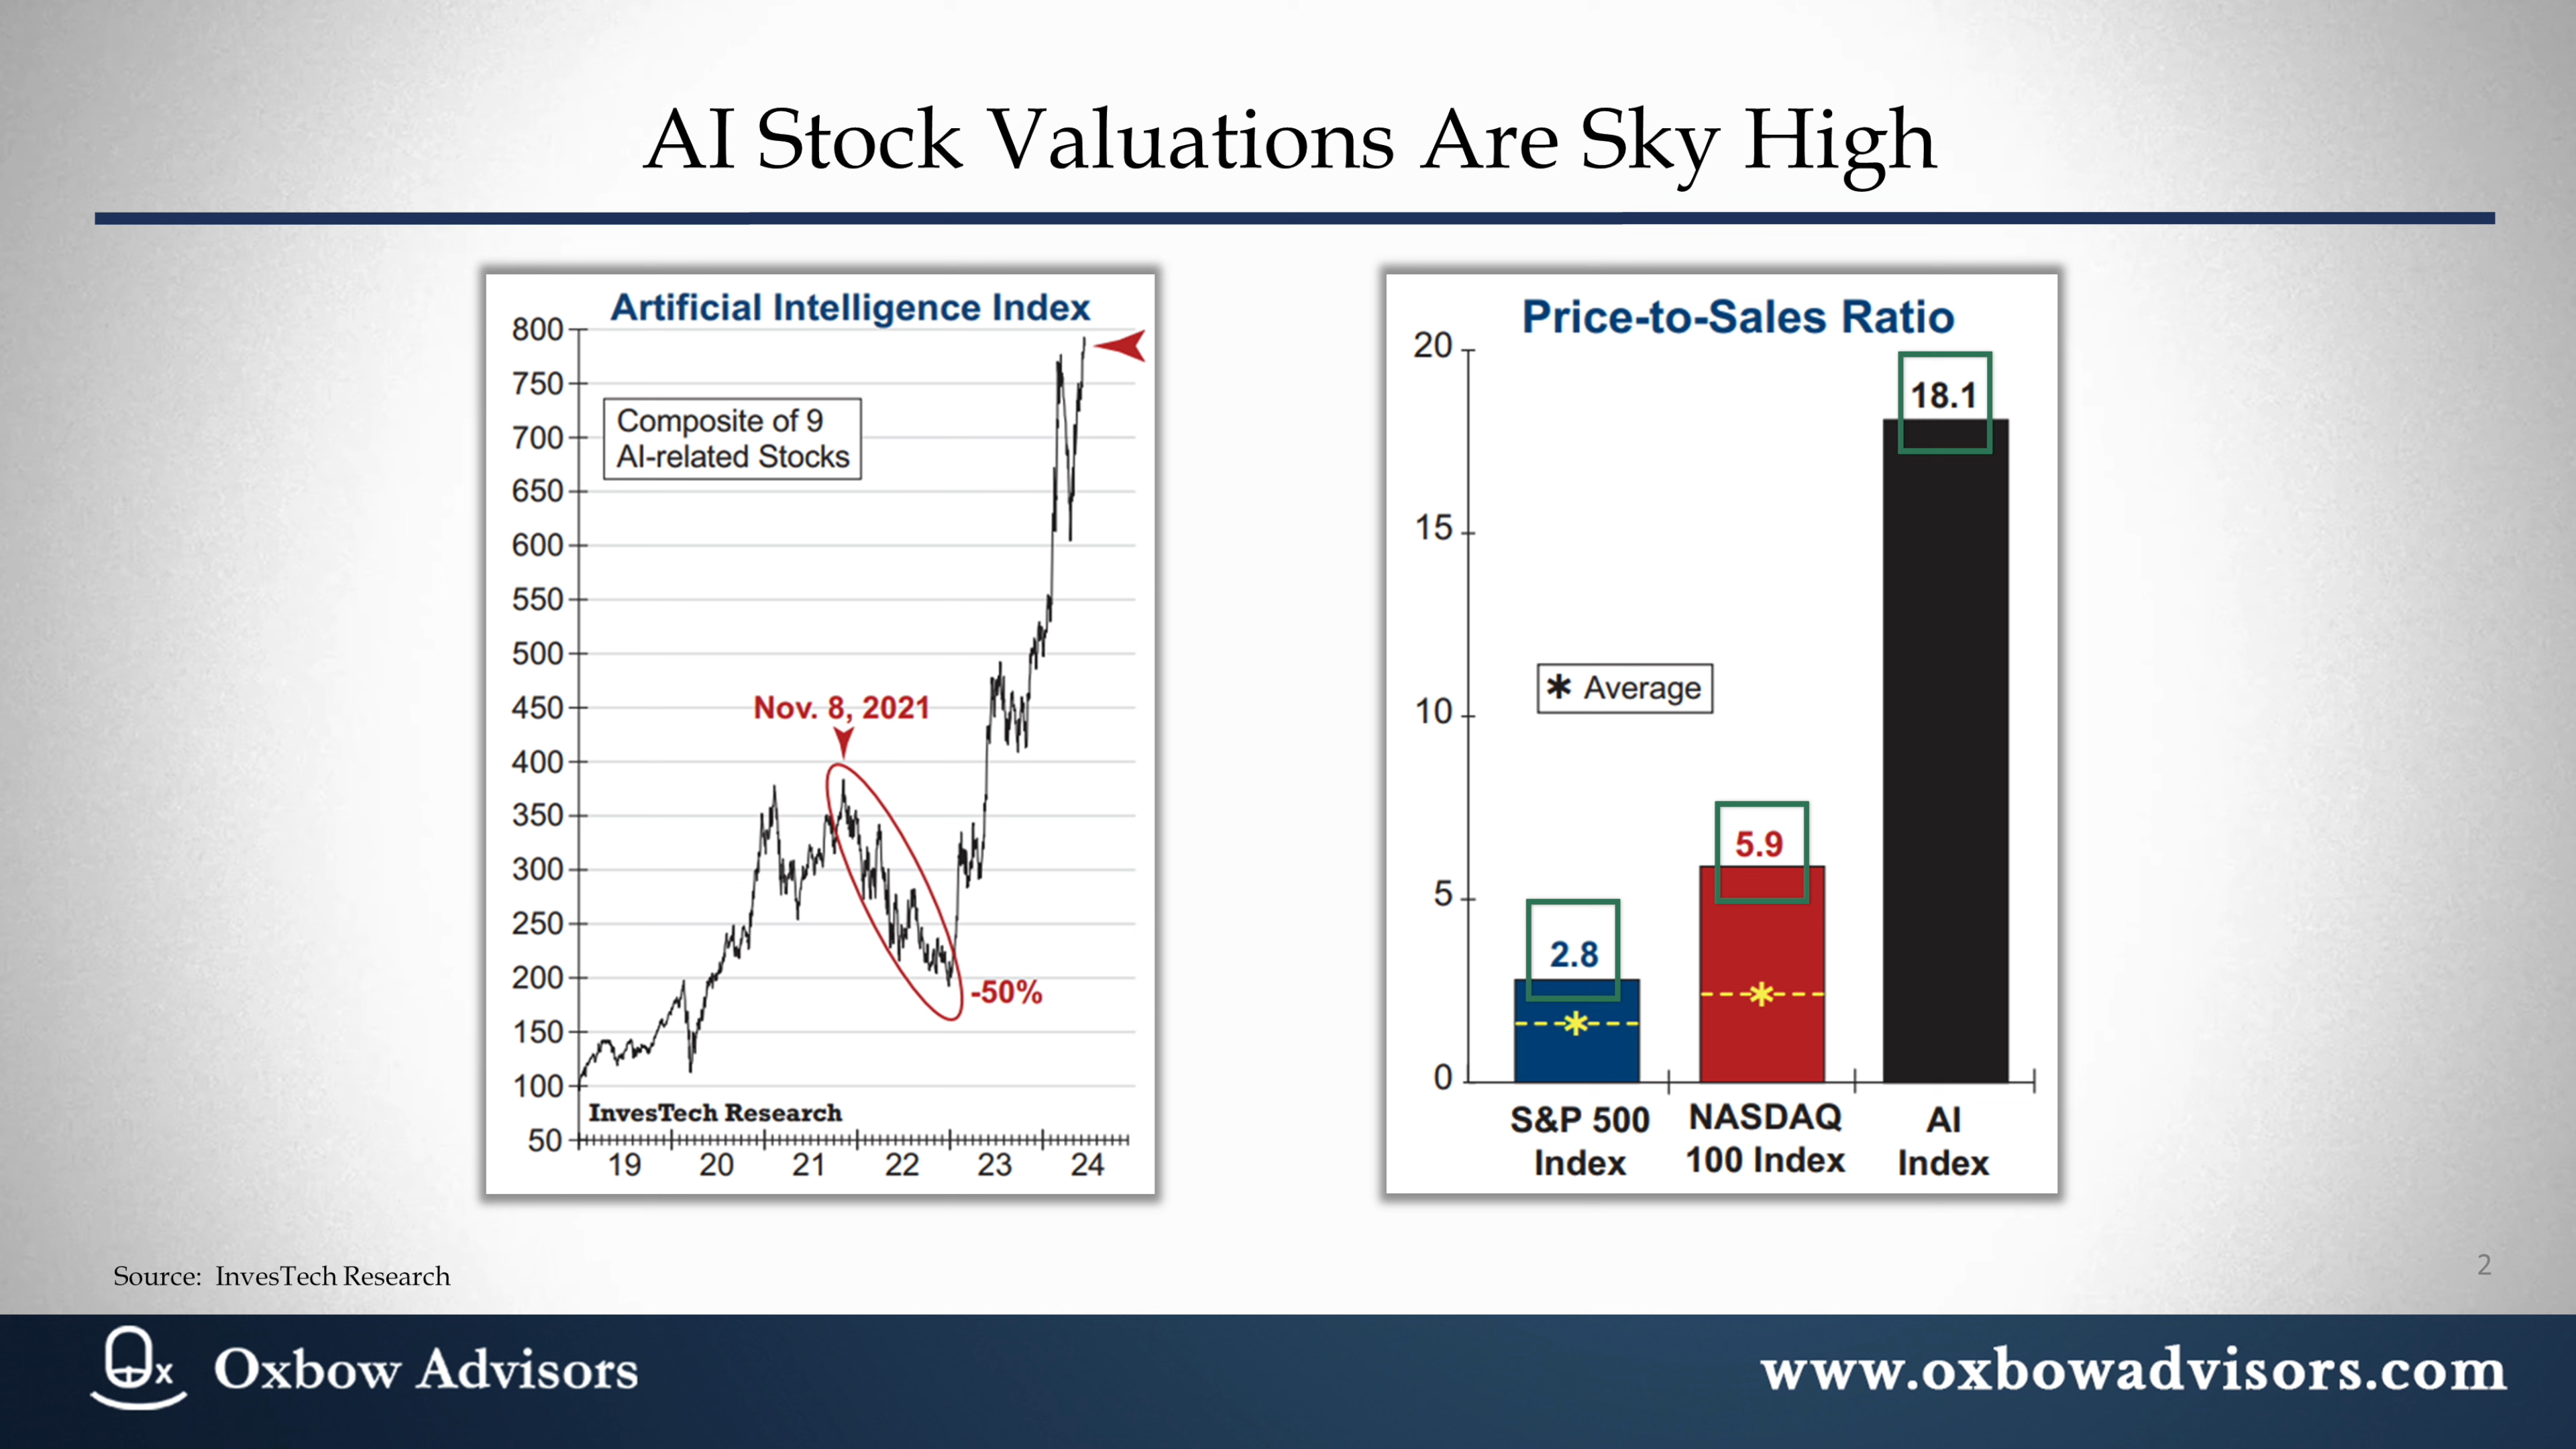 AI Stock Valuations Are Sky High
Artificial Intelligence Index
800
750
700
650
600
550
500
450
400
350
300
250
200
150
100
50
Composite of 9
AI-related Stocks
Nov. 8, 2021
-50%
InvesTech Research
19 20 21 22 23 24
Price-to-Sales Ratio
20
15
10
5
0
18.1
* Average
5.9
2.8
*
*
S&P 500
Index
NASDAQ
100 Index
AI
Index
Source: InvesTech Research
2
Ox
Oxbow Advisors
www.oxbowadvisors.com